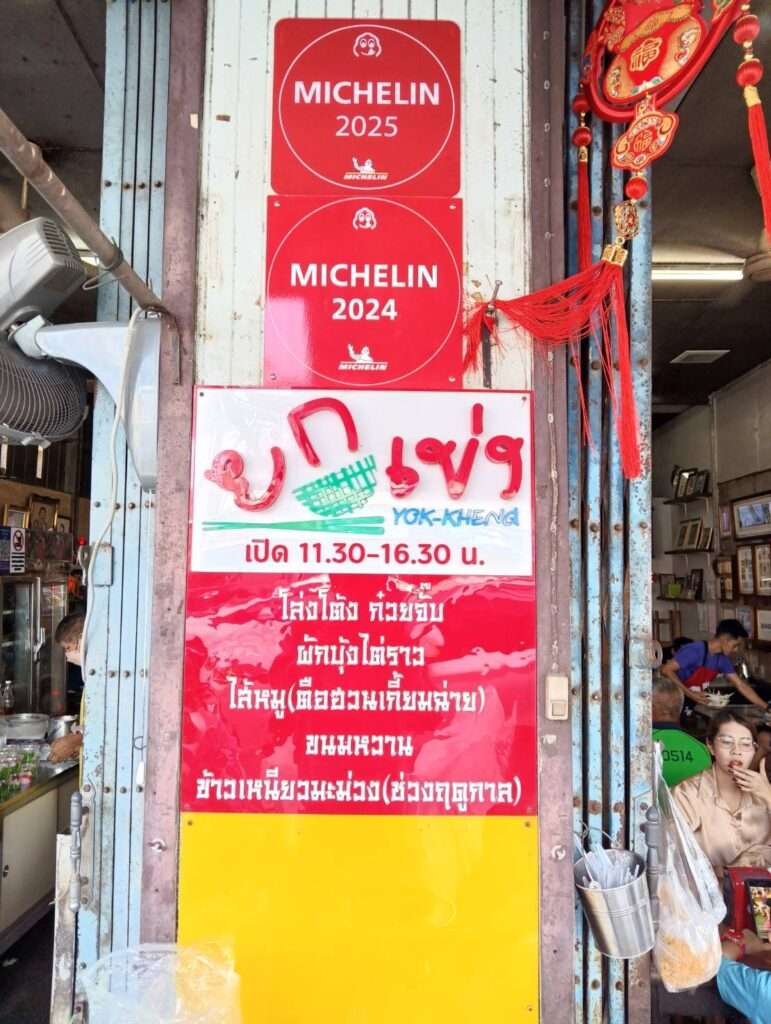 MICHELIN
2025
MICHELIN
MICHELIN
2024
MICHELIN
ยกเข่ง
YOK-KHENG
เปิด 11.30-16.30 น.
โล่งโต้ง ก๋วยจั๊บ
ผักบุ้งไต่ราว
ไส้หมู(ตือฮวนเกี้ยมฉ่าย)
ขนมหวาน
ข้าวเหนียวมะม่วง(ช่วงฤดูกาล)
0514
福